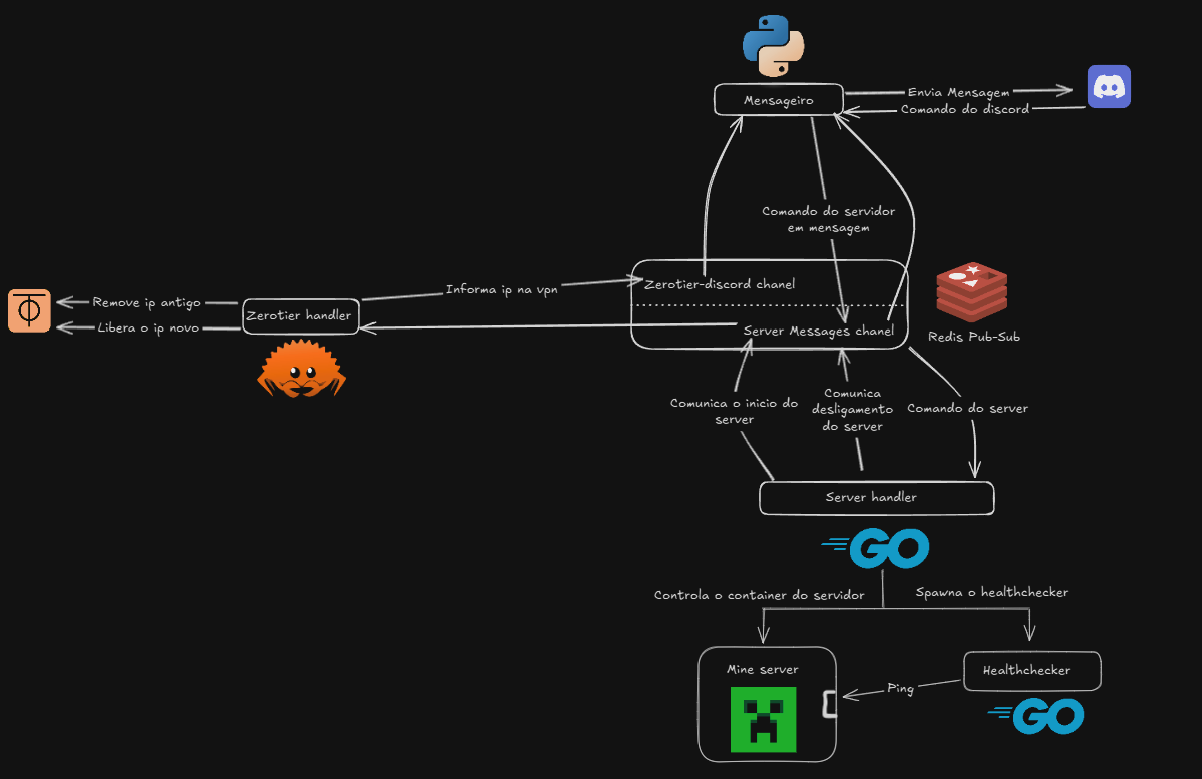 Mensageiro
Envia Mensagem
Comando do discord
Comando do servidor
em mensagem
Zerotier-discord chanel
Informa ip na vpn
Remove ip antigo
Libera o ip novo
Zerotier handler
Server Messages chanel
Redis Pub-Sub
Comunica o inicio do
server
Comunica
desligamento
do server
Comando do server
Server handler
GO
Controla o container do servidor
Spawna o healthchecker
Mine server
Healthchecker
Ping
GO